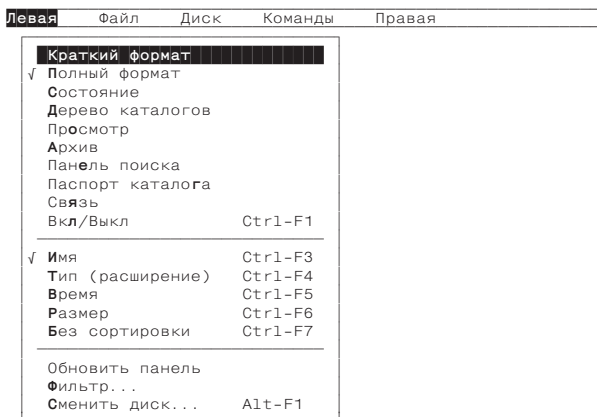 Левая Файл Диск Команды Правая
Краткий формат
√ Полный формат
Состояние
Дерево каталогов
Просмотр
Архив
Панель поиска
Паспорт каталога
Связь
Вкл/Выкл Ctrl-F1
√ Имя Ctrl-F3
Тип (расширение) Ctrl-F4
Время Ctrl-F5
Размер Ctrl-F6
Без сортировки Ctrl-F7
Обновить панель
Фильтр...
Сменить диск... Alt-F1